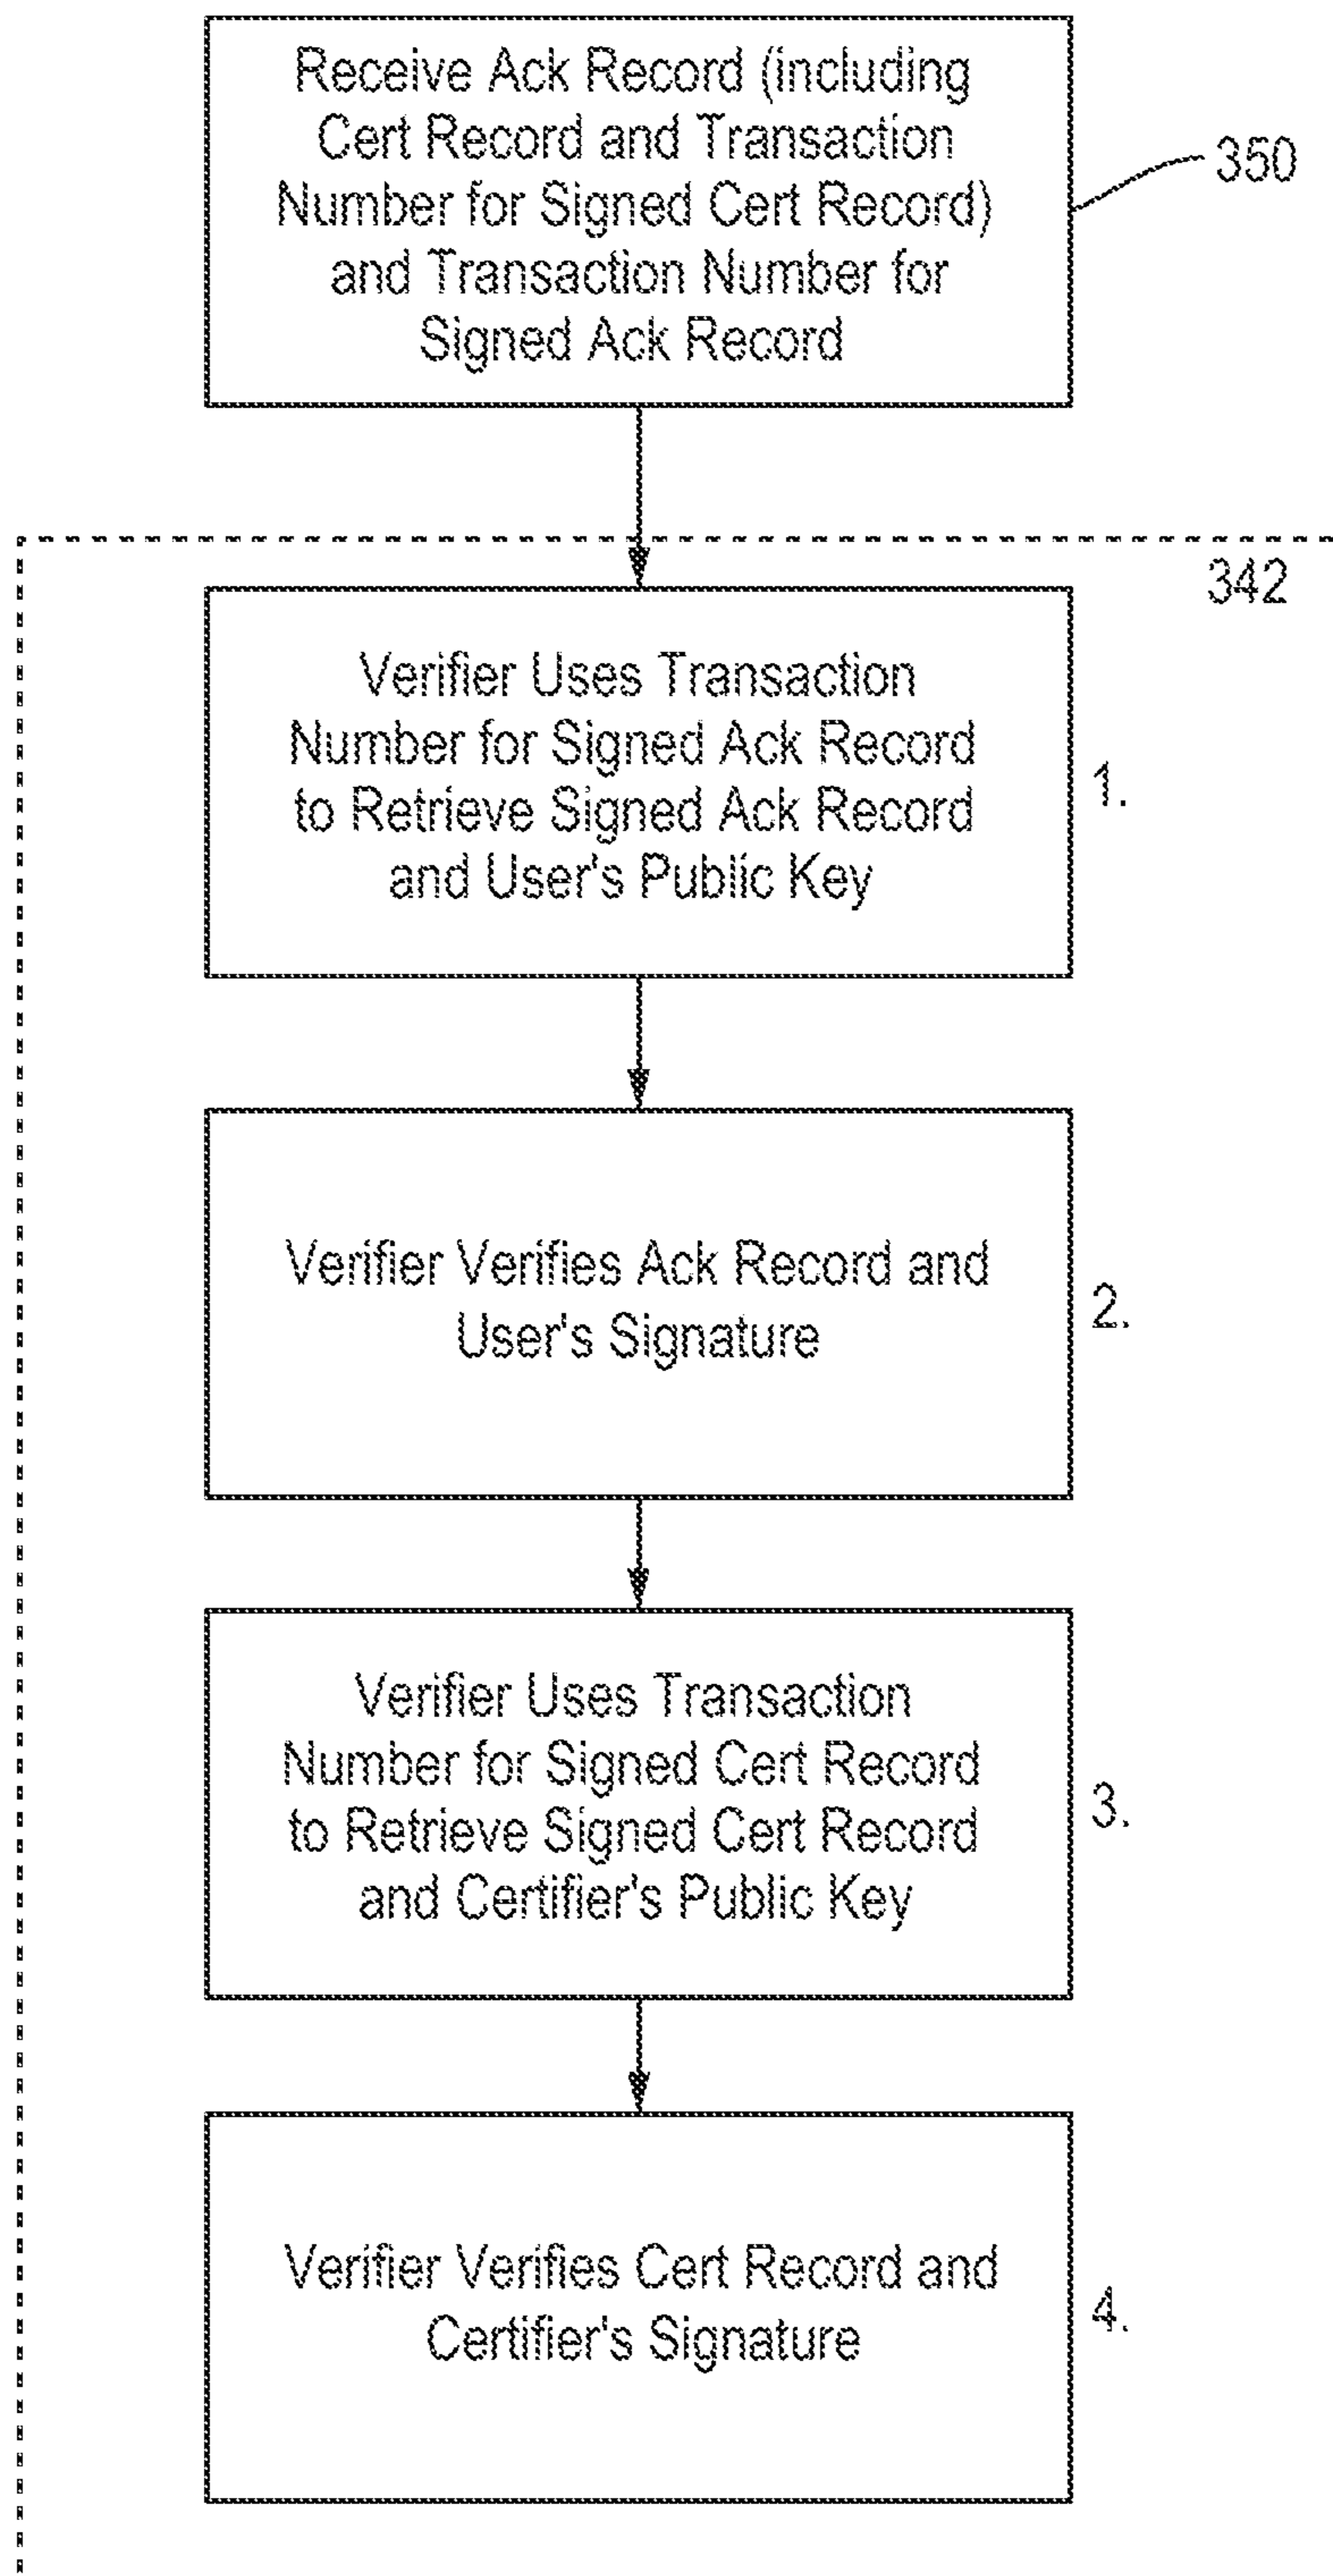 Receive Ack Record (including
Cert Record and Transaction
Number for Signed Cert Record)
and Transaction Number for
Signed Ack Record
350
342
Verifier Uses Transaction
Number for Signed Ack Record
to Retrieve Signed Ack Record
and User's Public Key
1.
Verifier Verifies Ack Record and
User's Signature
2.
Verifier Uses Transaction
Number for Signed Cert Record
to Retrieve Signed Cert Record
and Certifier's Public Key
3.
Verifier Verifies Cert Record and
Certifier's Signature
4.